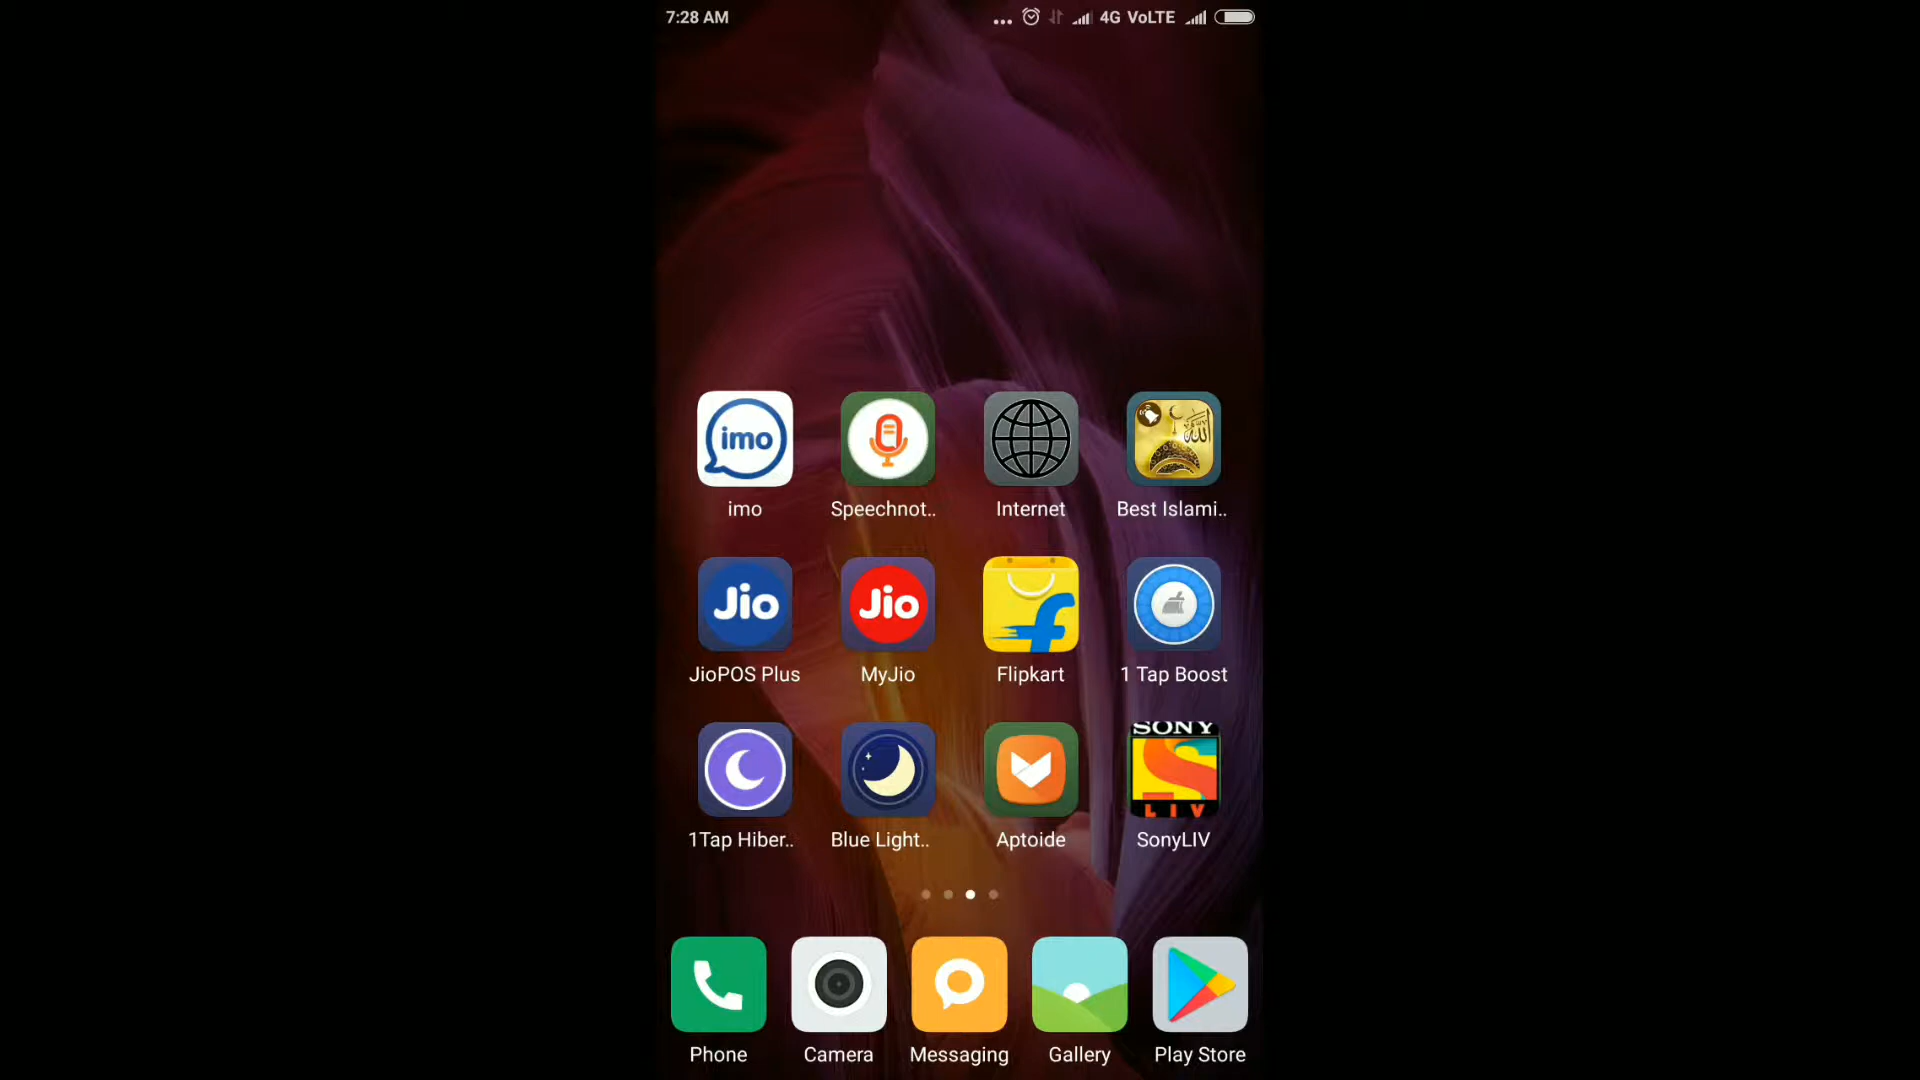 7:28 AM
4G VoLTE
imo
imo
Speechnot..
Internet
الله
Best Islami..
Jio
JioPOS Plus
Jio
MyJio
f
Flipkart
1 Tap Boost
1Tap Hiber..
Blue Light..
Aptoide
SONY
S
LIV
SonyLIV
Phone
Camera
Messaging
Gallery
Play Store